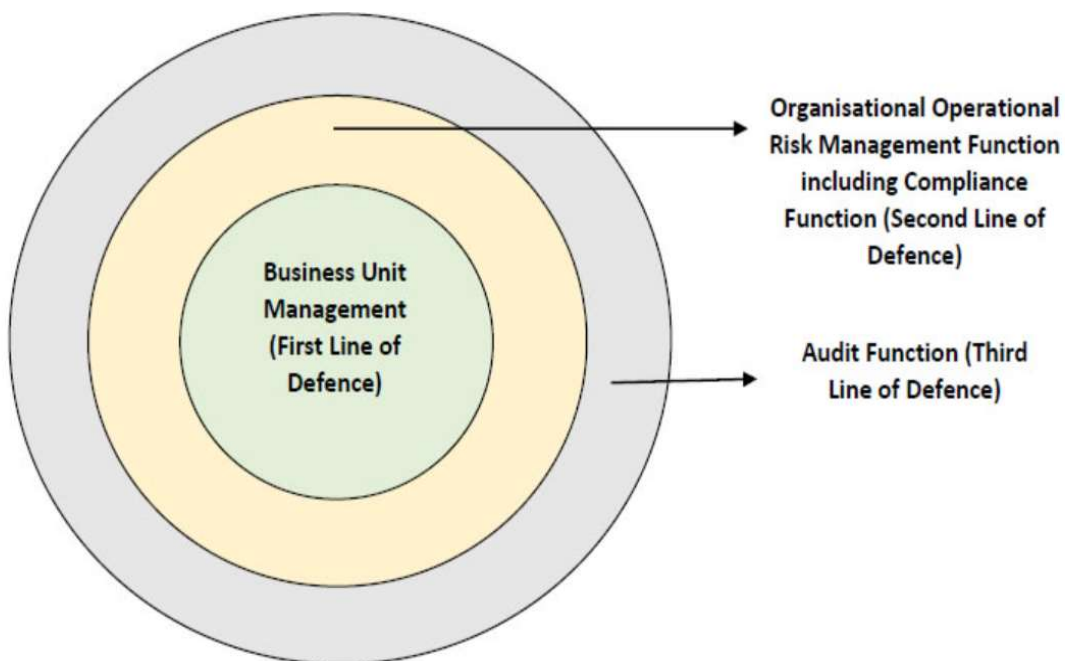 Business Unit
Management
(First Line of
Defence)
Organisational Operational
Risk Management Function
including Compliance
Function (Second Line of
Defence)
Audit Function (Third
Line of Defence)